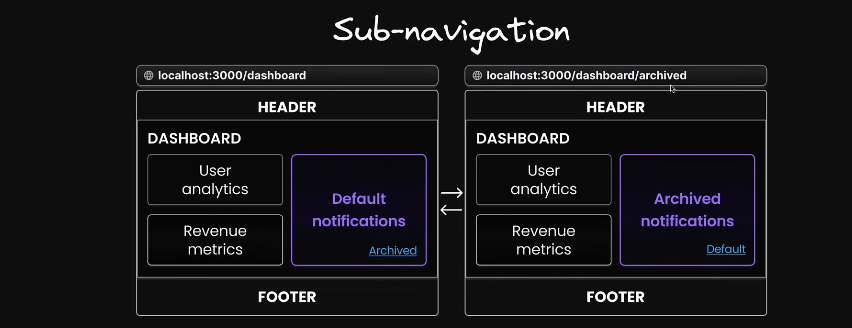 Sub-navigation
localhost:3000/dashboard
HEADER
DASHBOARD
User
analytics
Revenue
metrics
Default
notifications
Archived
FOOTER
localhost:3000/dashboard/archived
HEADER
DASHBOARD
User
analytics
Revenue
metrics
Archived
notifications
Default
FOOTER